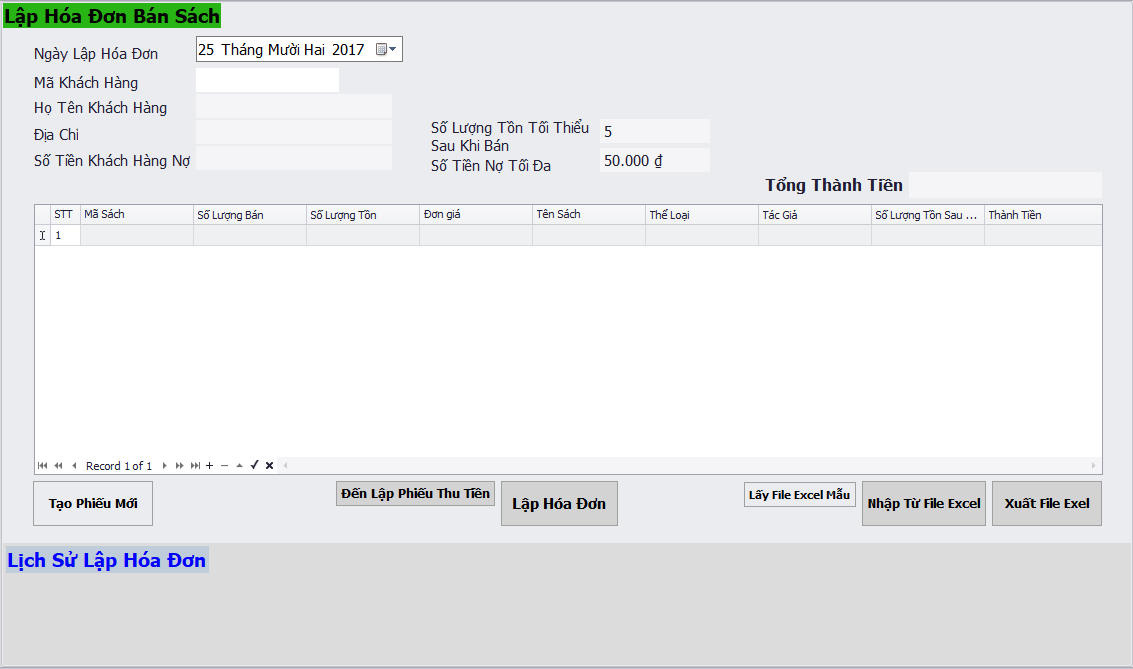 Lập Hóa Đơn Bán Sách
Ngày Lập Hóa Đơn
25 Tháng Mười Hai 2017
Mã Khách Hàng
Họ Tên Khách Hàng
Địa Chỉ
Số Tiền Khách Hàng Nợ
Số Lượng Tồn Tối Thiểu
Sau Khi Bán
5
Số Tiền Nợ Tối Đa
50.000 ₫
Tổng Thành Tiền
STT Mã Sách Số Lượng Bán Số Lượng Tồn Đơn giá Tên Sách Thể Loại Tác Giả Số Lượng Tồn Sau ... Thành Tiền
1
Record 1 of 1
Tạo Phiếu Mới
Đến Lập Phiếu Thu Tiền
Lập Hóa Đơn
Lấy File Excel Mẫu
Nhập Từ File Excel
Xuất File Exel
Lịch Sử Lập Hóa Đơn